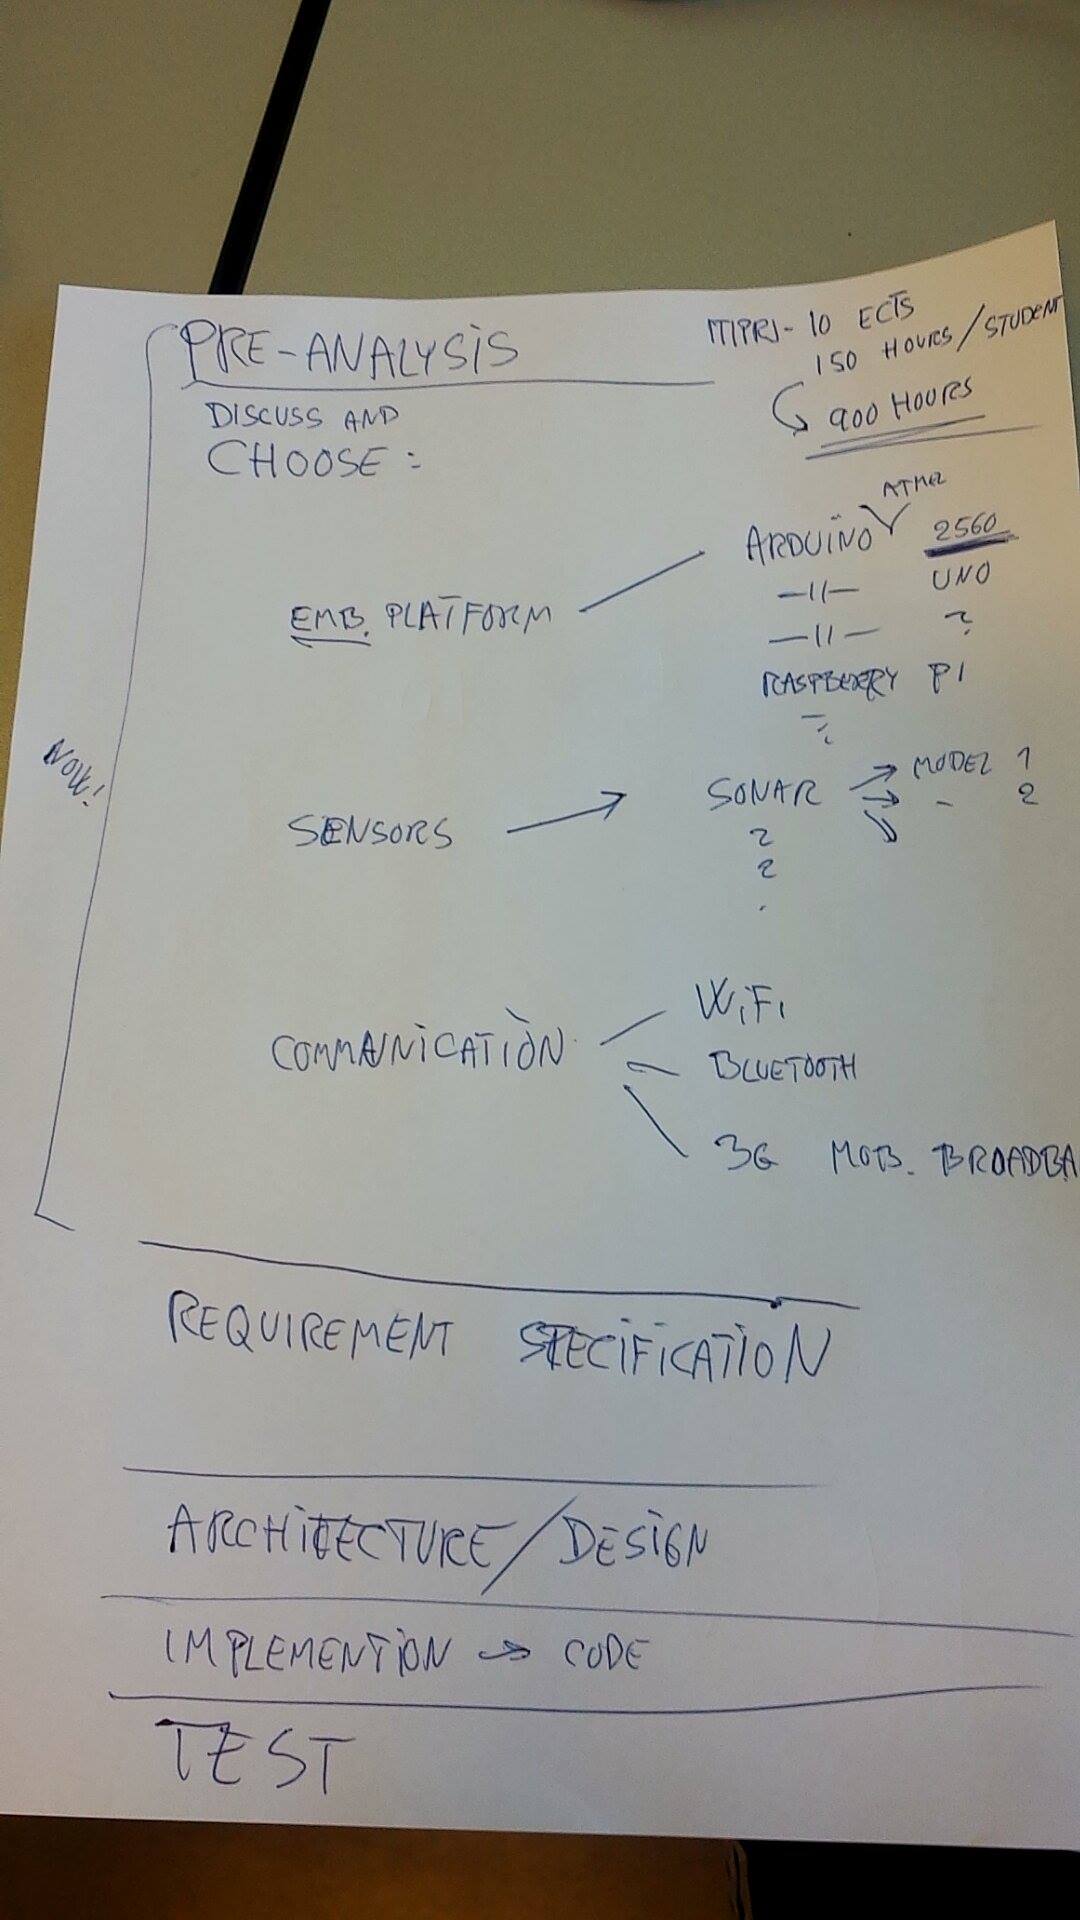 PRE-ANALYSIS
ITIPRJ-10 ECTS
150 HOURS/STUDENT
900 HOURS
DISCUSS AND
CHOOSE:
ATMEL
ARDUINO 2560
EMB. PLATFORM
—11— UNO
—11— ?
RASPBERRY PI
NOW!
SENSORS
SONAR MODEL 1
- 2
?
?
COMMUNICATION
WiFi
BLUETOOTH
3G MOB. BROADBA
REQUIREMENT SPECIFICATION
ARCHITECTURE/DESIGN
IMPLEMENTION → CODE
TEST